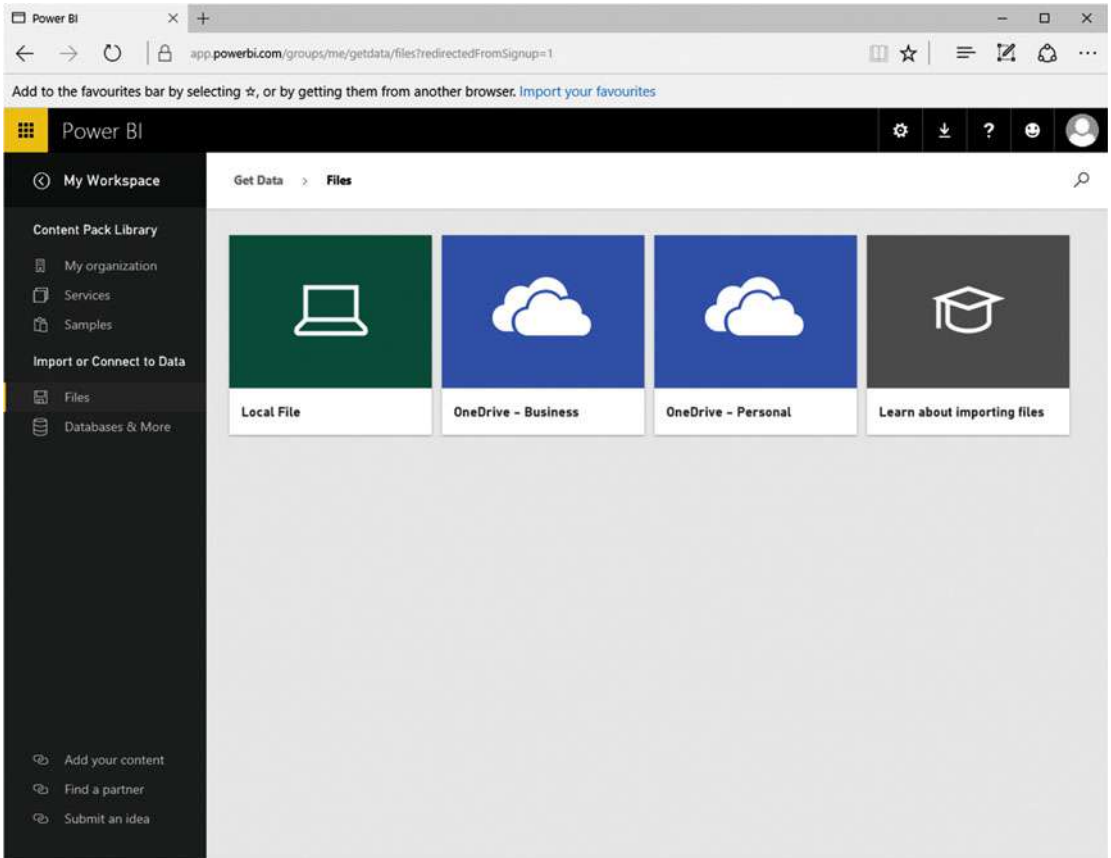 Power BI
app.powerbi.com/groups/me/getdata/files?redirectedFromSignup=1
Add to the favourites bar by selecting ☆, or by getting them from another browser. Import your favourites
Power BI
My Workspace
Get Data > Files
Content Pack Library
My organization
Services
Samples
Import or Connect to Data
Files
Databases & More
Local File
OneDrive – Business
OneDrive – Personal
Learn about importing files
Add your content
Find a partner
Submit an idea